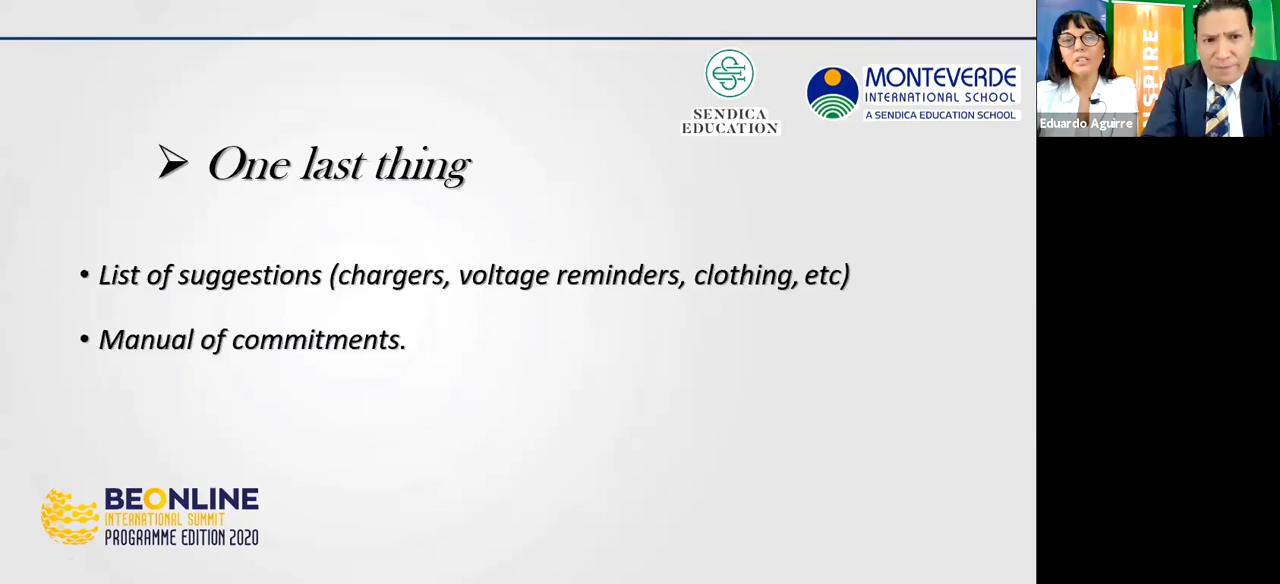 SENDICA
EDUCATION
MONTEVERDE
INTERNATIONAL SCHOOL
A SENDICA EDUCATION SCHOOL
Eduardo Aguirre
➤ One last thing
• List of suggestions (chargers, voltage reminders, clothing, etc)
• Manual of commitments.
BEONLINE
INTERNATIONAL SUMMIT
PROGRAMME EDITION 2020